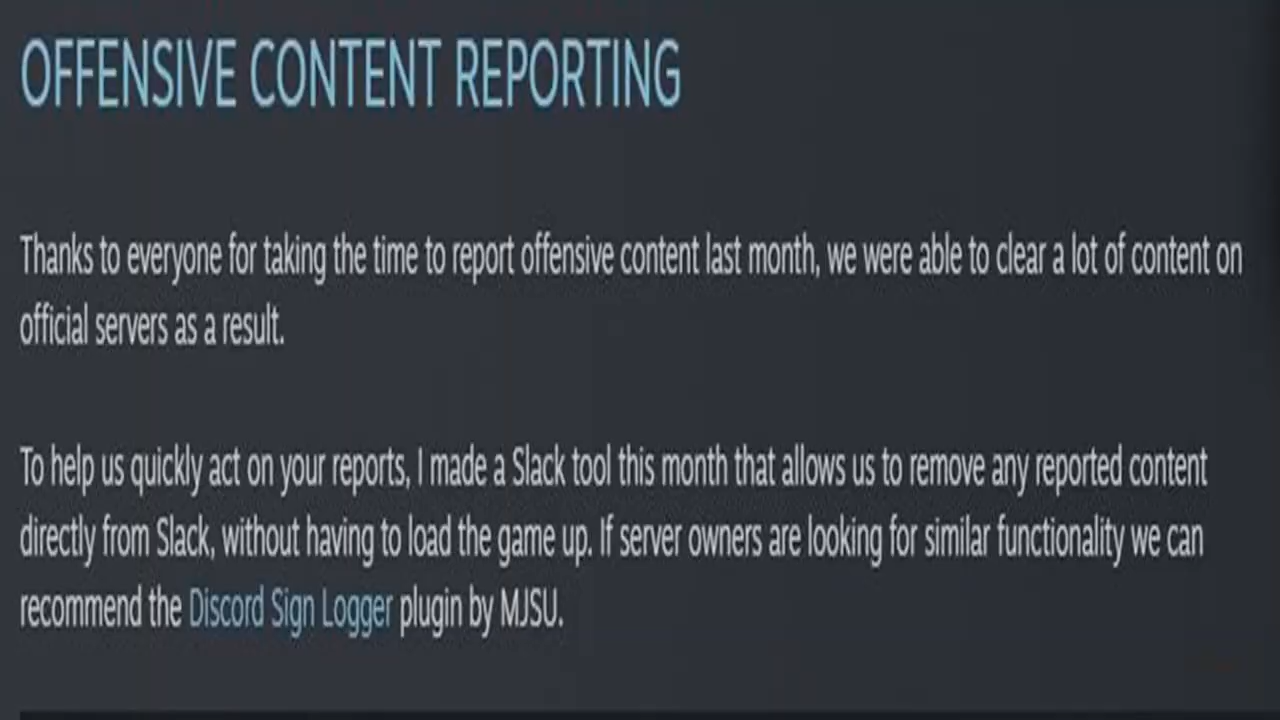 OFFENSIVE CONTENT REPORTING
Thanks to everyone for taking the time to report offensive content last month, we were able to clear a lot of content on
official servers as a result.
To help us quickly act on your reports, I made a Slack tool this month that allows us to remove any reported content
directly from Slack, without having to load the game up. If server owners are looking for similar functionality we can
recommend the Discord Sign Logger plugin by MJSU.